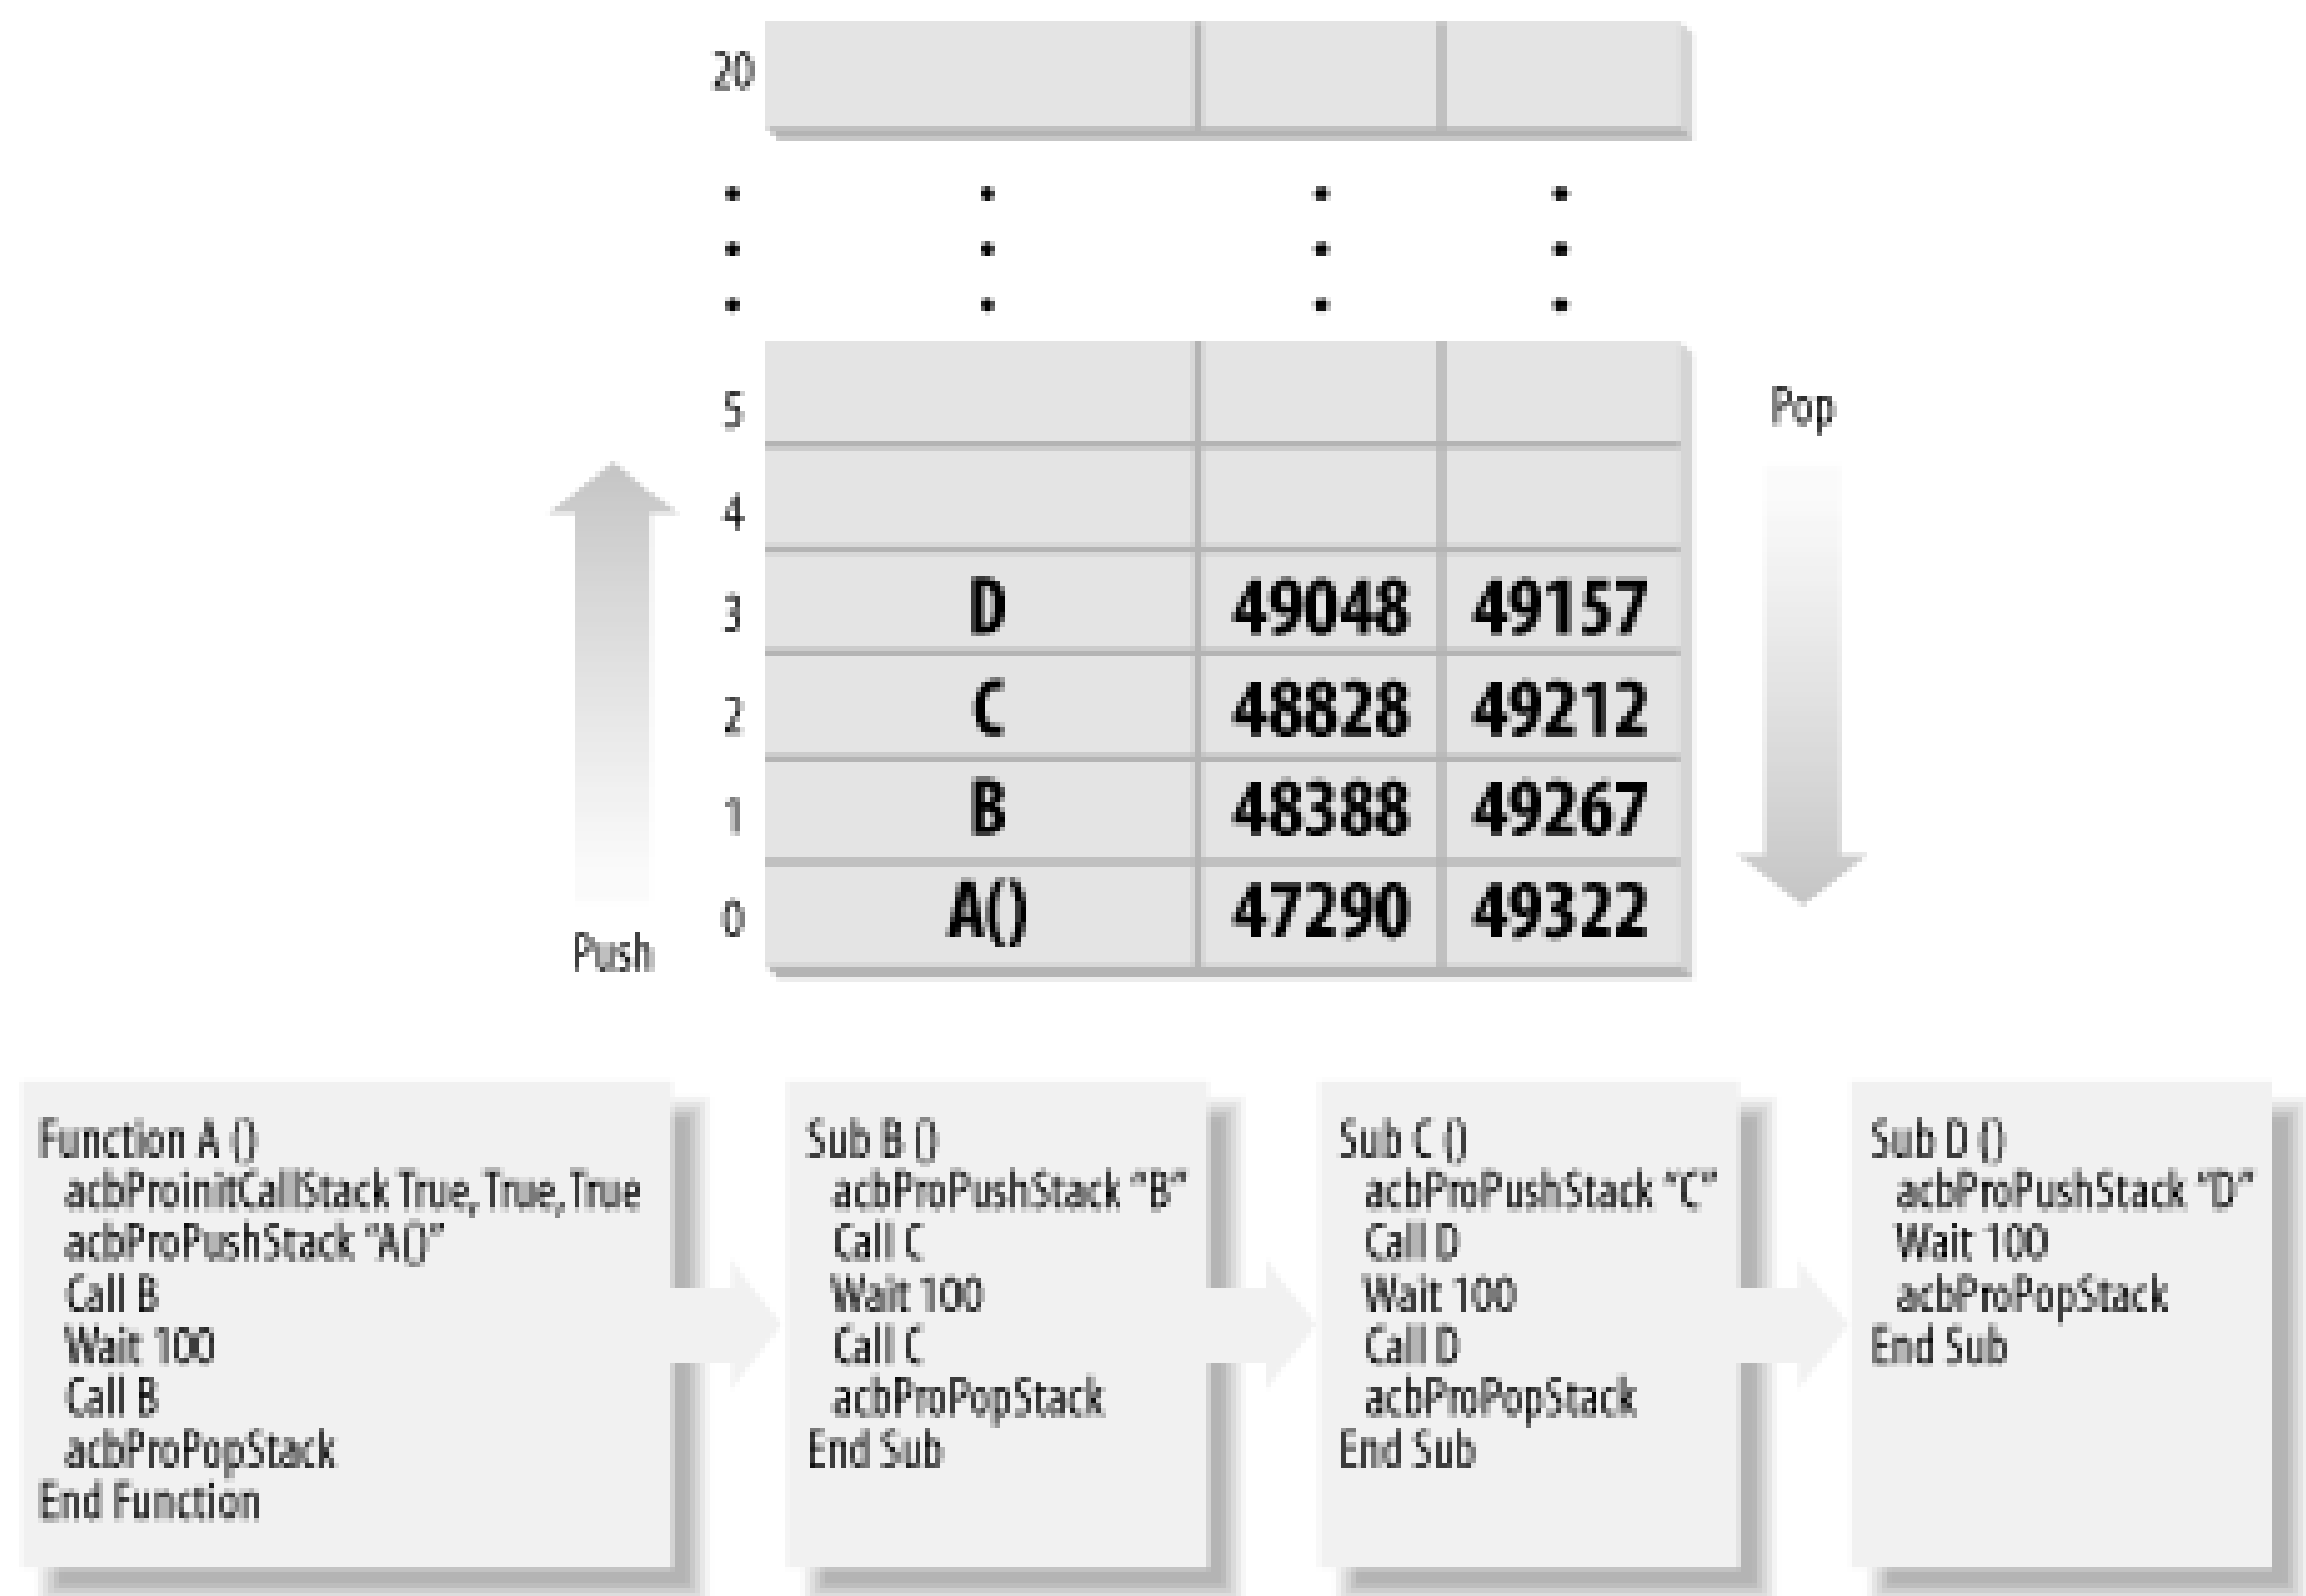 20
5
Pop
4
3 D 49048 49157
2 C 48828 49212
1 B 48388 49267
0 A() 47290 49322
Push
Function A ()
acbProinitCallStack True, True, True
acbProPushStack “A()”
Call B
Wait 100
Call B
acbProPopStack
End Function
Sub B ()
acbProPushStack “B”
Call C
Wait 100
Call C
acbProPopStack
End Sub
Sub C ()
acbProPushStack “C”
Call D
Wait 100
Call D
acbProPopStack
End Sub
Sub D ()
acbProPushStack “D”
Wait 100
acbProPopStack
End Sub